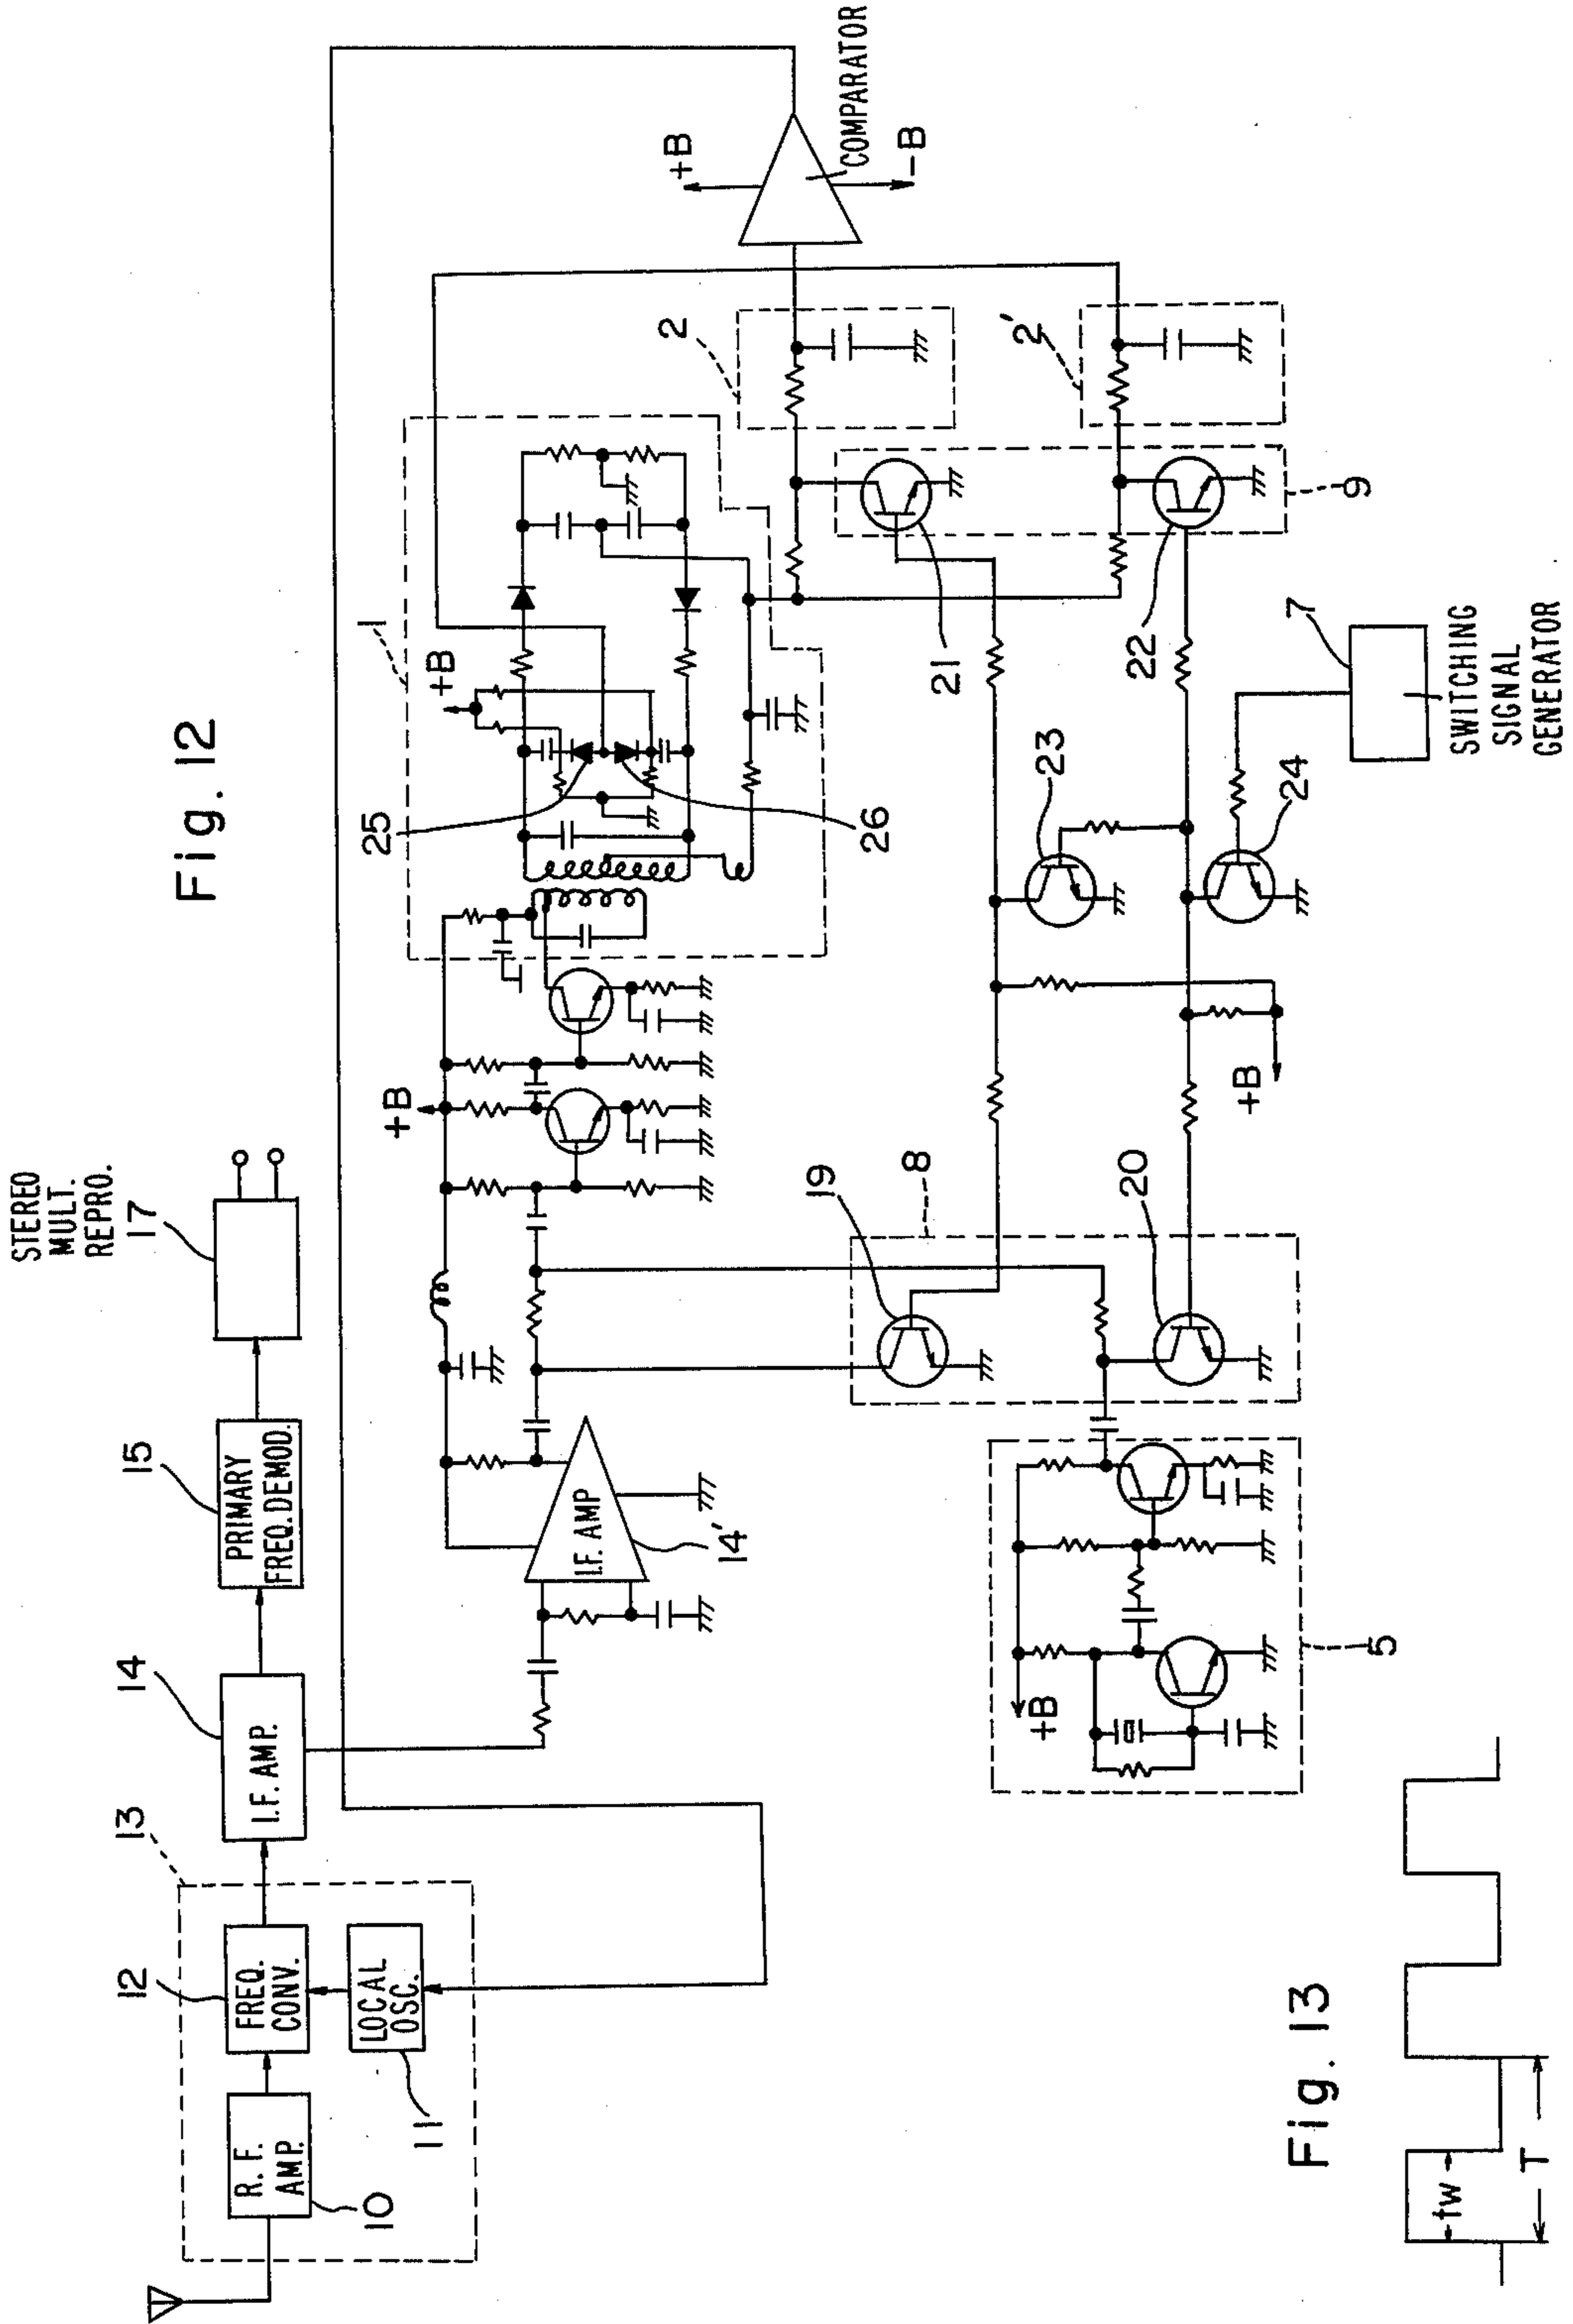 Fig. 12
STEREO
MULT.
REPRO.
17
15
PRIMARY
FREQ. DEMOD.
14
I.F. AMP.
13
12
FREQ.
CONV.
LOCAL
OSC.
11
R. F.
AMP.
10
+B
COMPARATOR
-B
1
+B
25
26
2
2'
9
+B
I.F. AMP
14'
21
22
23
24
7
SWITCHING
SIGNAL
GENERATOR
8
19
20
+B
+B
5
Fig. 13
tw
T